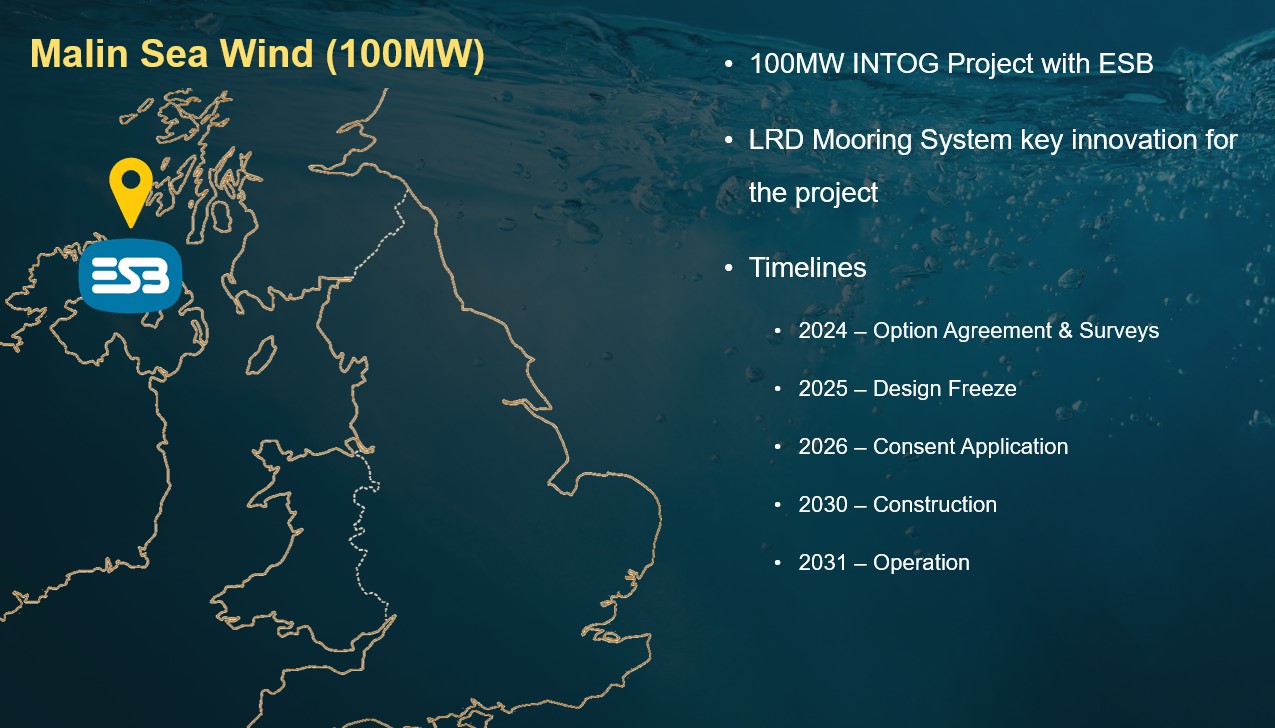 Malin Sea Wind (100MW)
ESB
• 100MW INTOG Project with ESB
• LRD Mooring System key innovation for
the project
• Timelines
• 2024 – Option Agreement & Surveys
• 2025 – Design Freeze
• 2026 – Consent Application
• 2030 – Construction
• 2031 – Operation